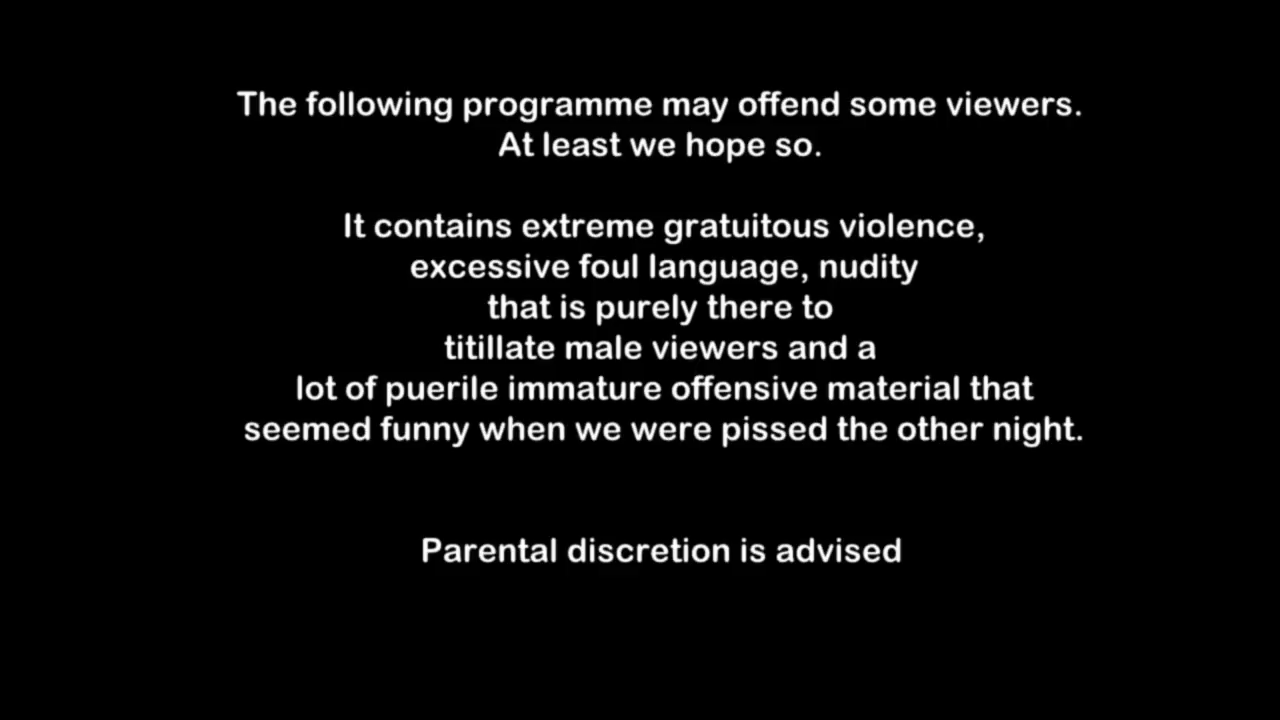 The following programme may offend some viewers.
At least we hope so.
It contains extreme gratuitous violence,
excessive foul language, nudity
that is purely there to
titillate male viewers and a
lot of puerile immature offensive material that
seemed funny when we were pissed the other night.
Parental discretion is advised